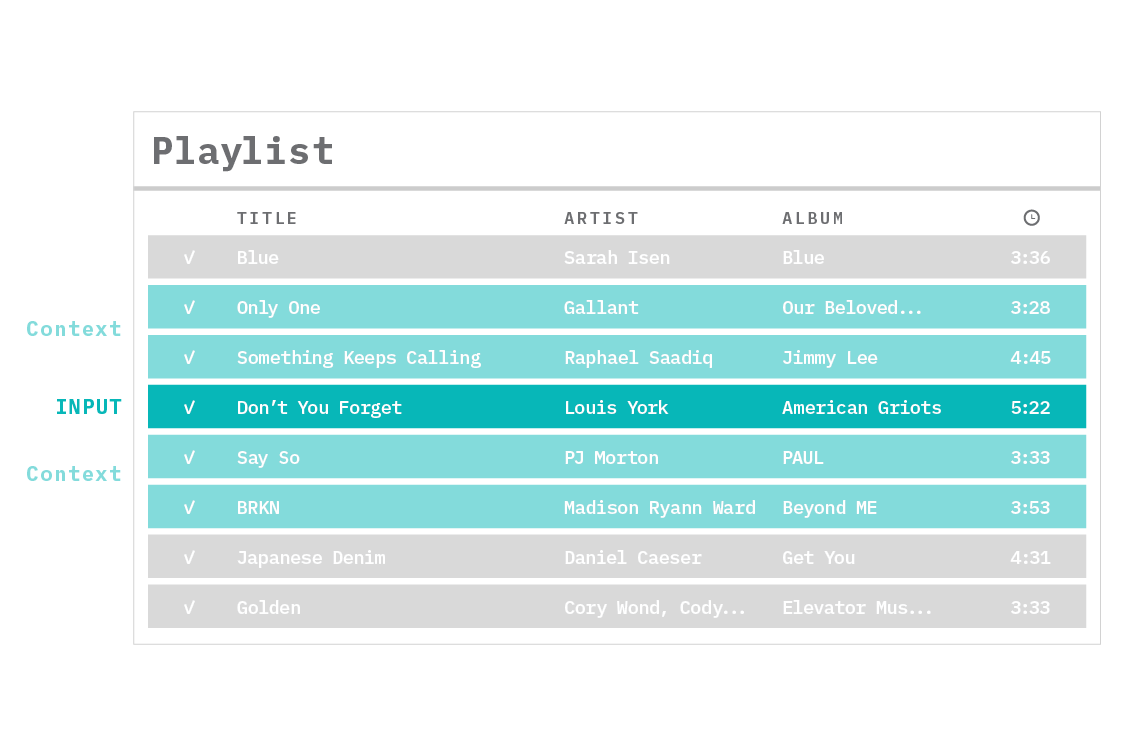 Playlist
TITLE ARTIST ALBUM
√ Blue Sarah Isen Blue 3:36
√ Only One Gallant Our Beloved... 3:28
Context
√ Something Keeps Calling Raphael Saadiq Jimmy Lee 4:45
INPUT √ Don’t You Forget Louis York American Griots 5:22
√ Say So PJ Morton PAUL 3:33
Context
√ BRKN Madison Ryann Ward Beyond ME 3:53
√ Japanese Denim Daniel Caeser Get You 4:31
√ Golden Cory Wond, Cody... Elevator Mus... 3:33